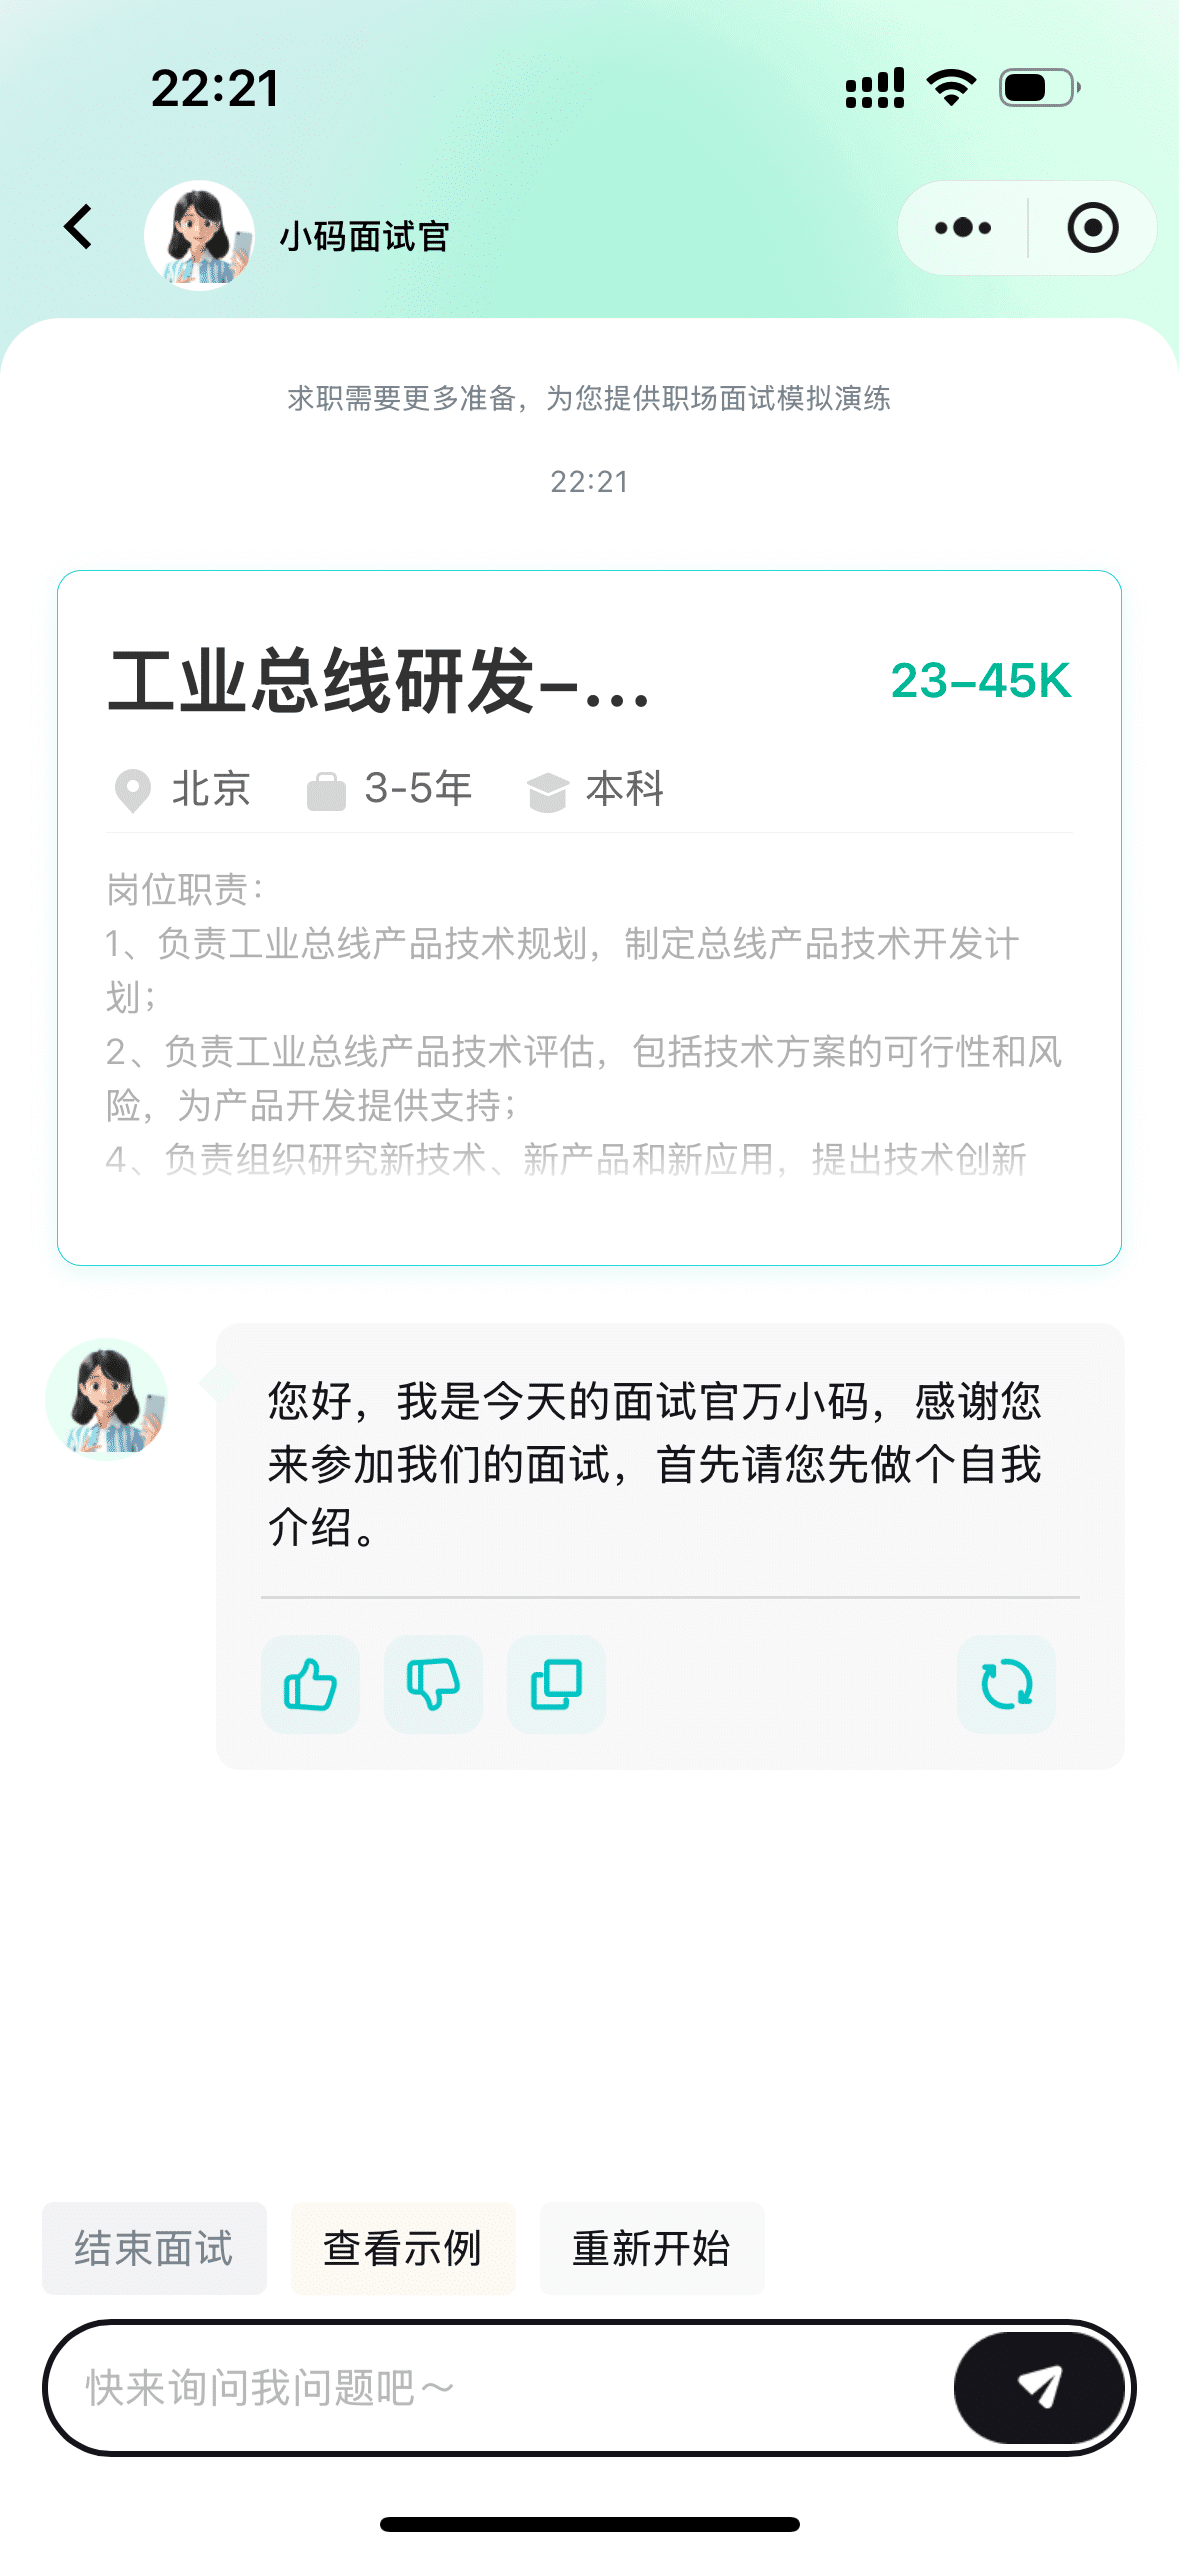 22:21
小码面试官
求职需要更多准备，为您提供职场面试模拟演练
22:21
工业总线研发–...
23–45K
北京 3-5年 本科
岗位职责：
1、负责工业总线产品技术规划，制定总线产品技术开发计
划；
2、负责工业总线产品技术评估，包括技术方案的可行性和风
险，为产品开发提供支持；
4、负责组织研究新技术、新产品和新应用，提出技术创新
您好，我是今天的面试官万小码，感谢您
来参加我们的面试，首先请您先做个自我
介绍。
结束面试 查看示例 重新开始
快来询问我问题吧～